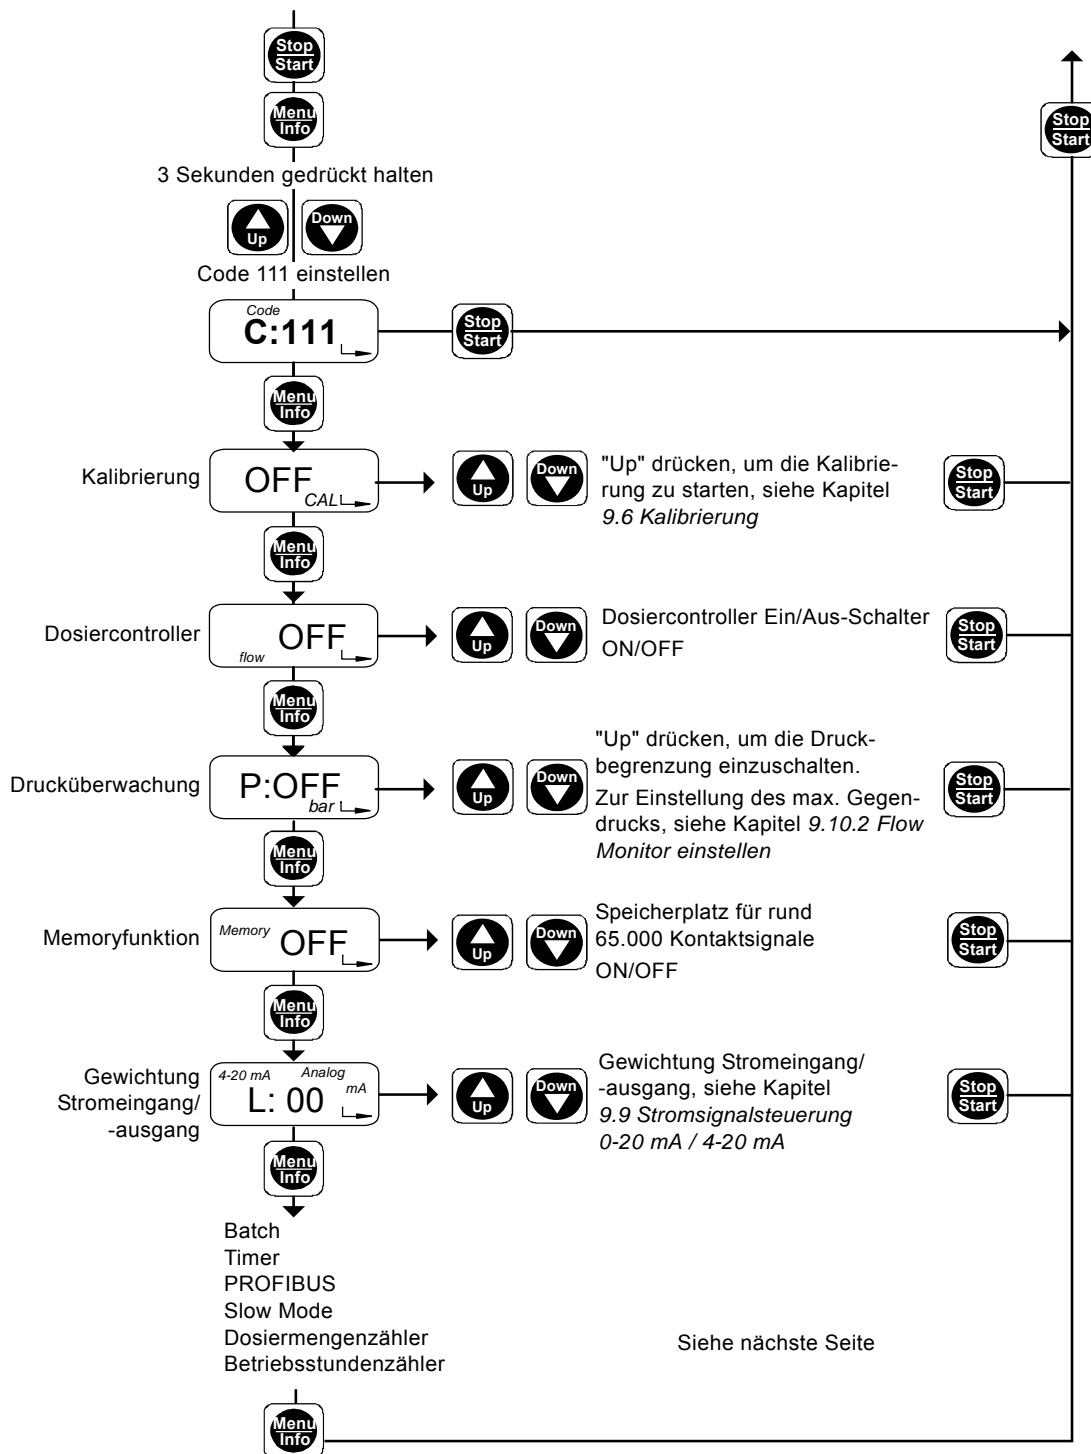 Stop
Start
Menu
Info
Stop
Start
3 Sekunden gedrückt halten
Up
Down
Code 111 einstellen
Code
C:111
Stop
Start
Menu
Info
Kalibrierung
OFF
CAL
Up
Down
"Up" drücken, um die Kalibrie-
rung zu starten, siehe Kapitel
9.6 Kalibrierung
Stop
Start
Menu
Info
Dosiercontroller
OFF
flow
Up
Down
Dosiercontroller Ein/Aus-Schalter
ON/OFF
Stop
Start
Menu
Info
Drucküberwachung
P:OFF
bar
Up
Down
"Up" drücken, um die Druck-
begrenzung einzuschalten.
Zur Einstellung des max. Gegen-
drucks, siehe Kapitel 9.10.2 Flow
Monitor einstellen
Stop
Start
Menu
Info
Memoryfunktion
Memory
OFF
Up
Down
Speicherplatz für rund
65.000 Kontaktsignale
ON/OFF
Stop
Start
Menu
Info
Gewichtung
Stromeingang/
-ausgang
4-20 mA
Analog
mA
L: 00
Up
Down
Gewichtung Stromeingang/
-ausgang, siehe Kapitel
9.9 Stromsignalsteuerung
0-20 mA / 4-20 mA
Stop
Start
Menu
Info
Batch
Timer
PROFIBUS
Slow Mode
Dosiermengenzähler
Betriebsstundenzähler
Siehe nächste Seite
Menu
Info